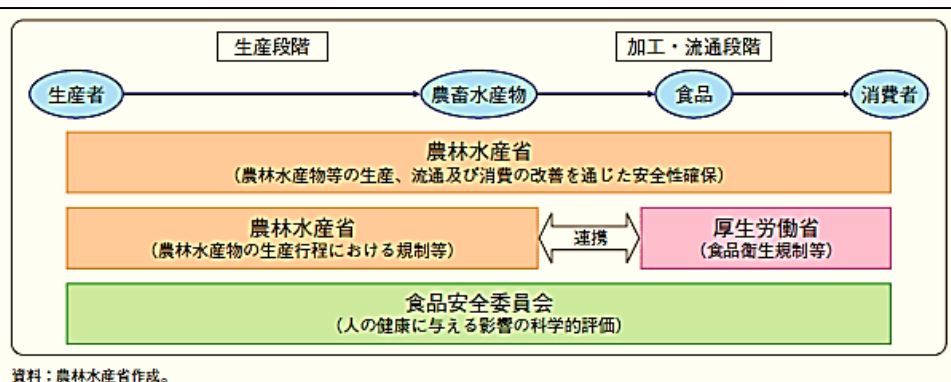 生産段階
加工・流通段階
生産者
農畜水産物
食品
消費者
農林水産省
(農林水産物等の生産、流通及び消費の改善を通じた安全性確保)
農林水産省
(農林水産物の生産行程における規制等)
連携
厚生労働省
(食品衛生規制等)
食品安全委員会
(人の健康に与える影響の科学的評価)
資料：農林水産省作成。